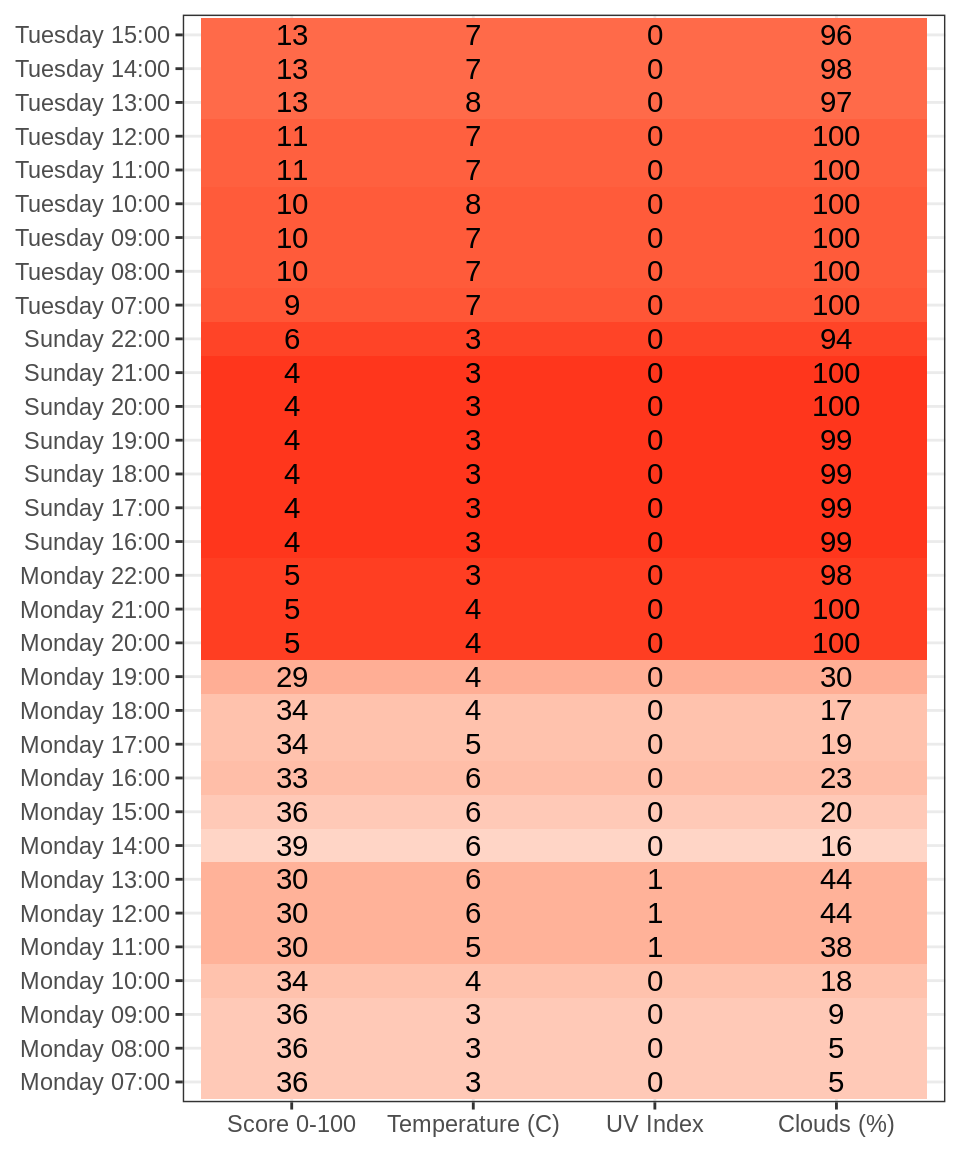 Tuesday 15:00 13 7 0 96
Tuesday 14:00 13 7 0 98
Tuesday 13:00 13 8 0 97
Tuesday 12:00 11 7 0 100
Tuesday 11:00 11 7 0 100
Tuesday 10:00 10 8 0 100
Tuesday 09:00 10 7 0 100
Tuesday 08:00 10 7 0 100
Tuesday 07:00 9 7 0 100
Sunday 22:00 6 3 0 94
Sunday 21:00 4 3 0 100
Sunday 20:00 4 3 0 100
Sunday 19:00 4 3 0 99
Sunday 18:00 4 3 0 99
Sunday 17:00 4 3 0 99
Sunday 16:00 4 3 0 99
Monday 22:00 5 3 0 98
Monday 21:00 5 4 0 100
Monday 20:00 5 4 0 100
Monday 19:00 29 4 0 30
Monday 18:00 34 4 0 17
Monday 17:00 34 5 0 19
Monday 16:00 33 6 0 23
Monday 15:00 36 6 0 20
Monday 14:00 39 6 0 16
Monday 13:00 30 6 1 44
Monday 12:00 30 6 1 44
Monday 11:00 30 5 1 38
Monday 10:00 34 4 0 18
Monday 09:00 36 3 0 9
Monday 08:00 36 3 0 5
Monday 07:00 36 3 0 5
Score 0-100 Temperature (C) UV Index Clouds (%)